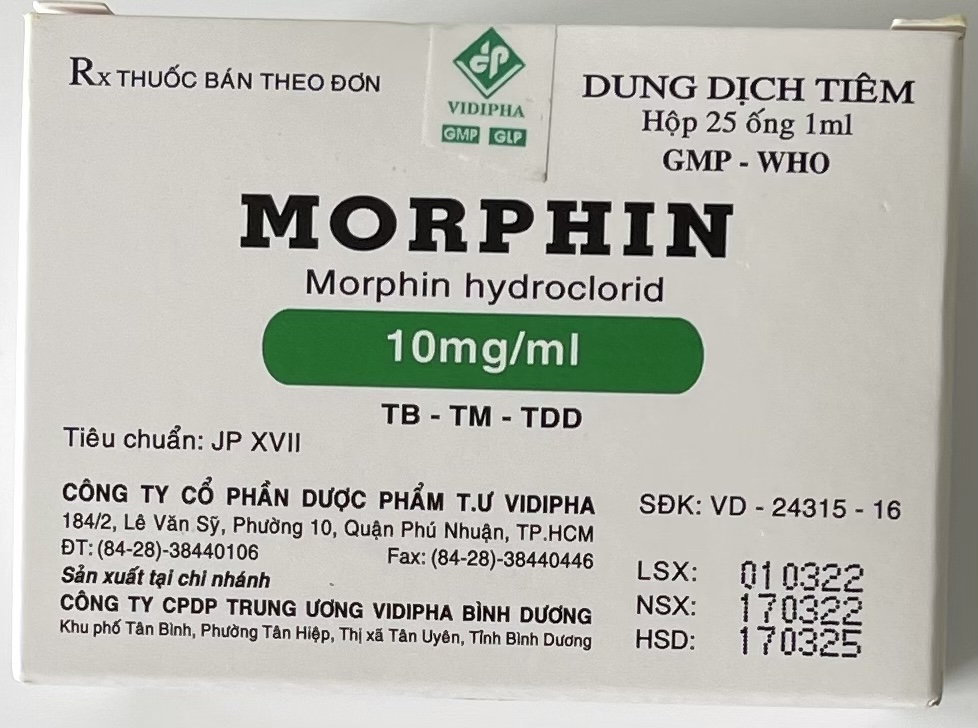 Rx THUỐC BÁN THEO ĐƠN
VIDIPHA
GMP GLP
DUNG DỊCH TIÊM
Hộp 25 ống 1ml
GMP - WHO
MORPHIN
Morphin hydroclorid
10mg/ml
TB - TM - TDD
Tiêu chuẩn: JP XVII
CÔNG TY CỔ PHẦN DƯỢC PHẨM T.Ư VIDIPHA
184/2, Lê Văn Sỹ, Phường 10, Quận Phú Nhuận, TP.HCM
ĐT: (84-28)-38440106 Fax: (84-28)-38440446
Sản xuất tại chi nhánh
CÔNG TY CPDP TRUNG ƯƠNG VIDIPHA BÌNH DƯƠNG
Khu phố Tân Bình, Phường Tân Hiệp, Thị xã Tân Uyên, Tỉnh Bình Dương
SĐK: VD - 24315 - 16
LSX: 010322
NSX: 170322
HSD: 170325